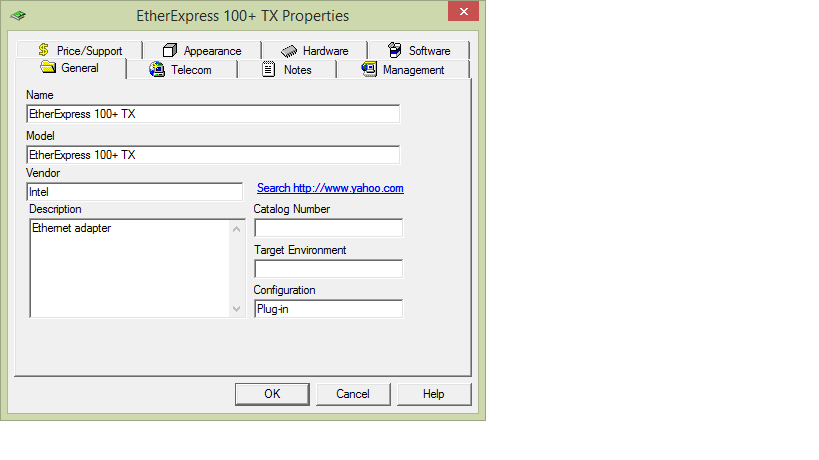 EtherExpress 100+ TX Properties
Price/Support Appearance Hardware Software
General Telecom Notes Management
Name
EtherExpress 100+ TX
Model
EtherExpress 100+ TX
Vendor
Intel Search http://www.yahoo.com
Description Catalog Number
Ethernet adapter
Target Environment
Configuration
Plug-in
OK Cancel Help